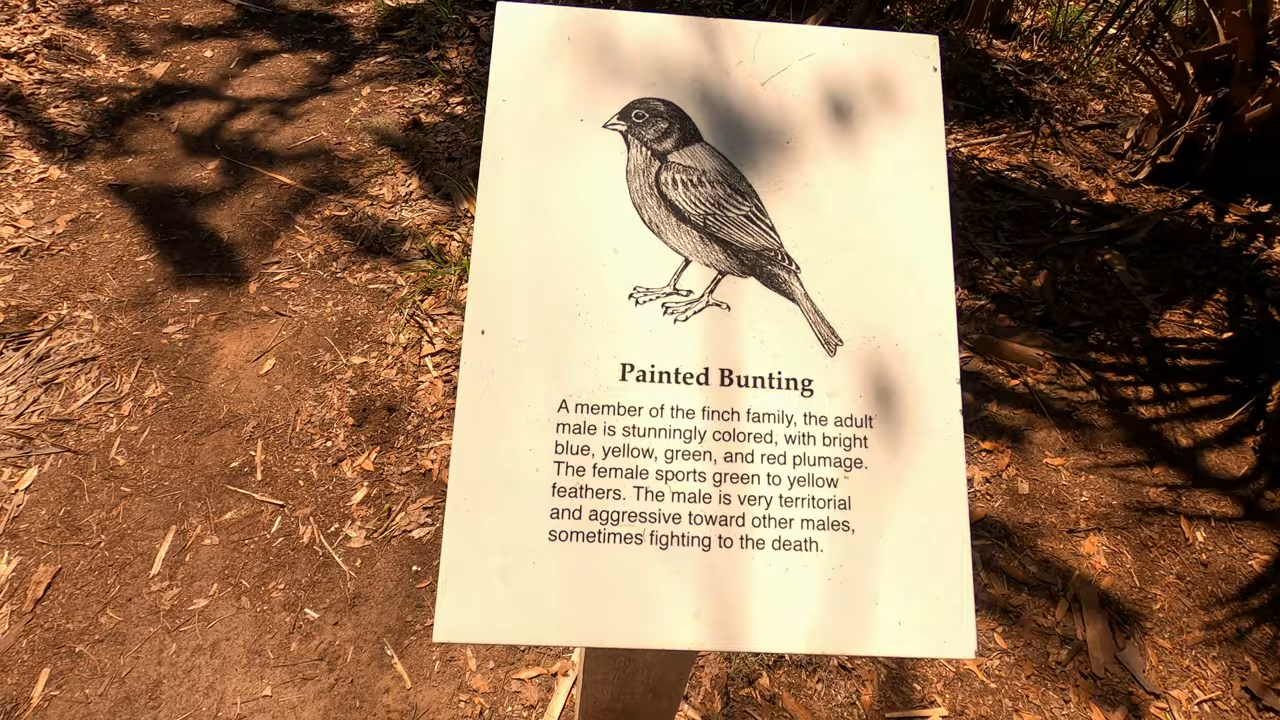 Painted Bunting
A member of the finch family, the adult
male is stunningly colored, with bright
blue, yellow, green, and red plumage.
The female sports green to yellow
feathers. The male is very territorial
and aggressive toward other males,
sometimes fighting to the death.